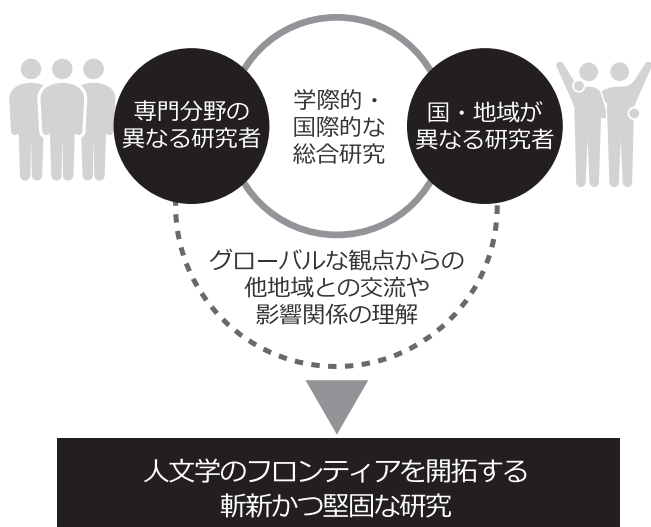 専門分野の
異なる研究者
学際的・
国際的な
総合研究
国・地域が
異なる研究者
グローバルな観点からの
他地域との交流や
影響関係の理解
人文学のフロンティアを開拓する
斬新かつ堅固な研究